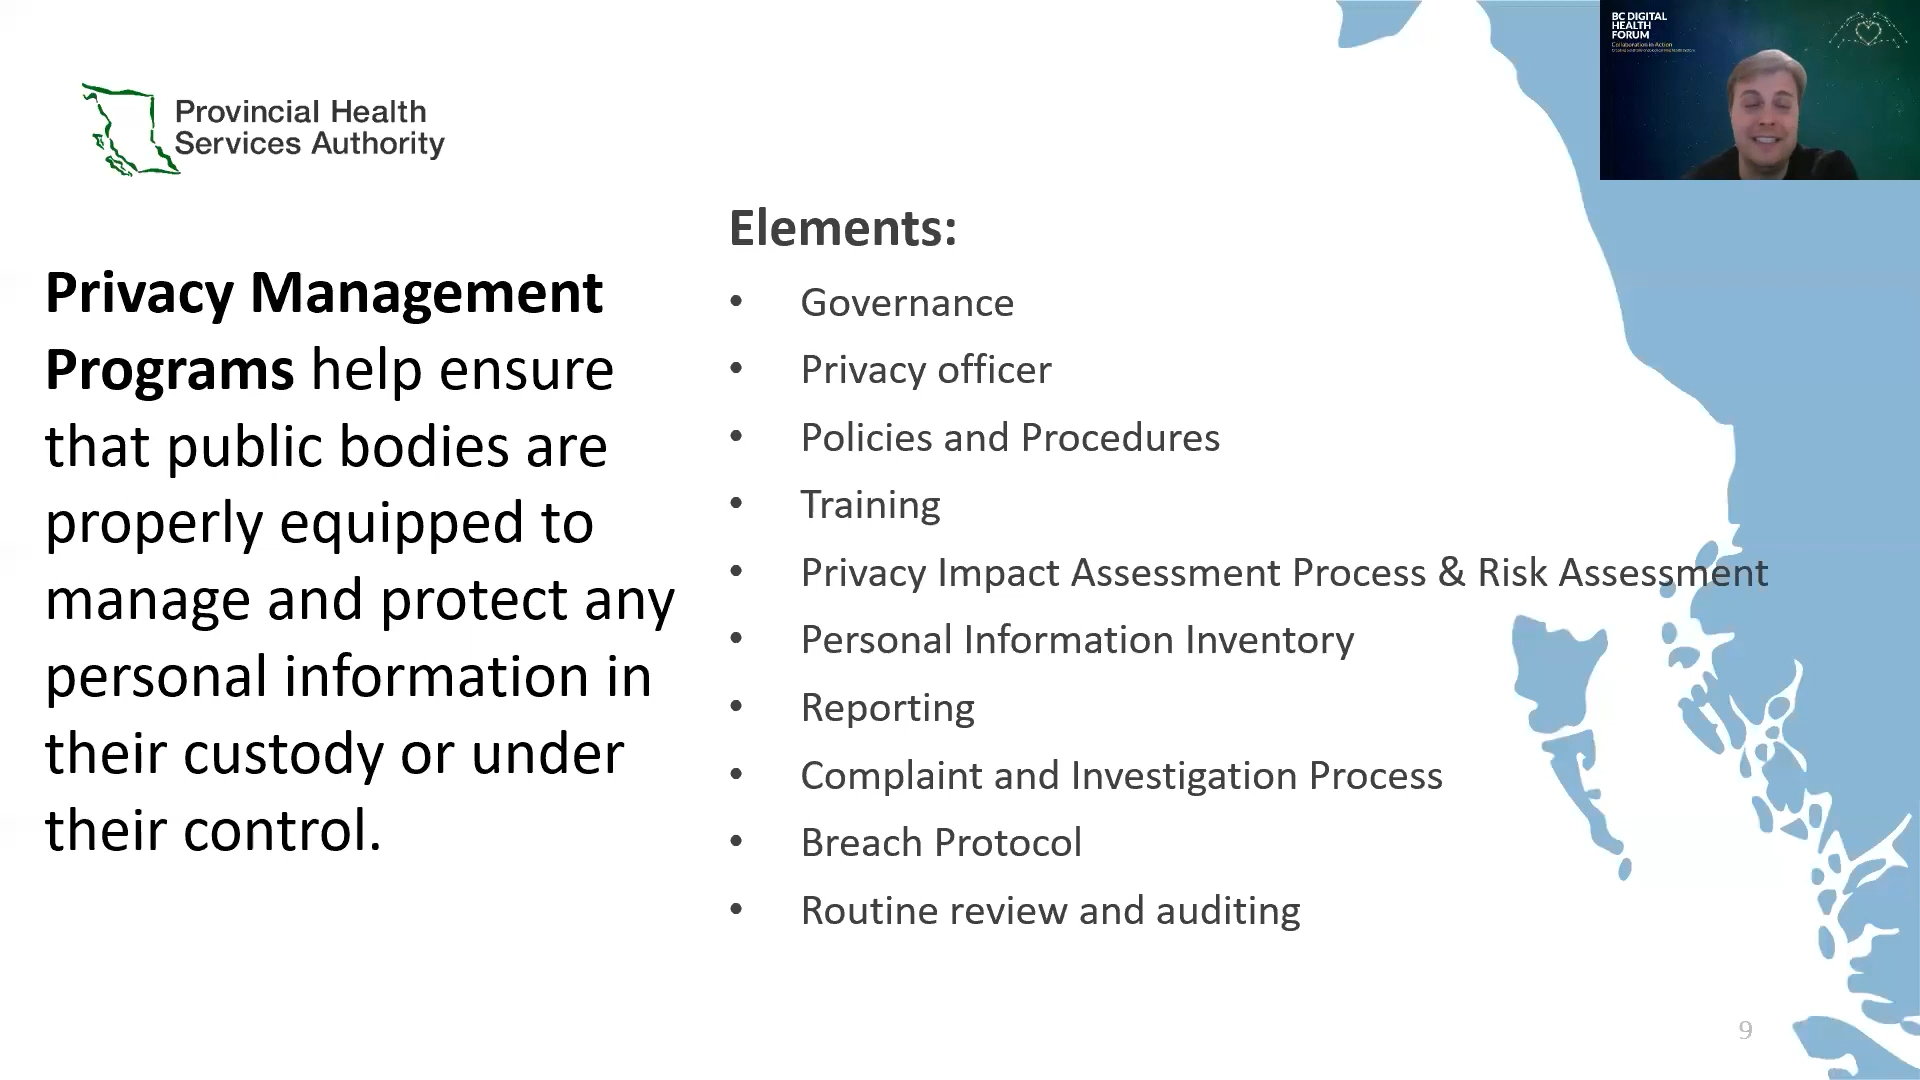 Provincial Health
Services Authority
Privacy Management
Programs help ensure
that public bodies are
properly equipped to
manage and protect any
personal information in
their custody or under
their control.
Elements:
• Governance
• Privacy officer
• Policies and Procedures
• Training
• Privacy Impact Assessment Process & Risk Assessment
• Personal Information Inventory
• Reporting
• Complaint and Investigation Process
• Breach Protocol
• Routine review and auditing
BC DIGITAL
HEALTH
FORUM
Collaboration in Action
9